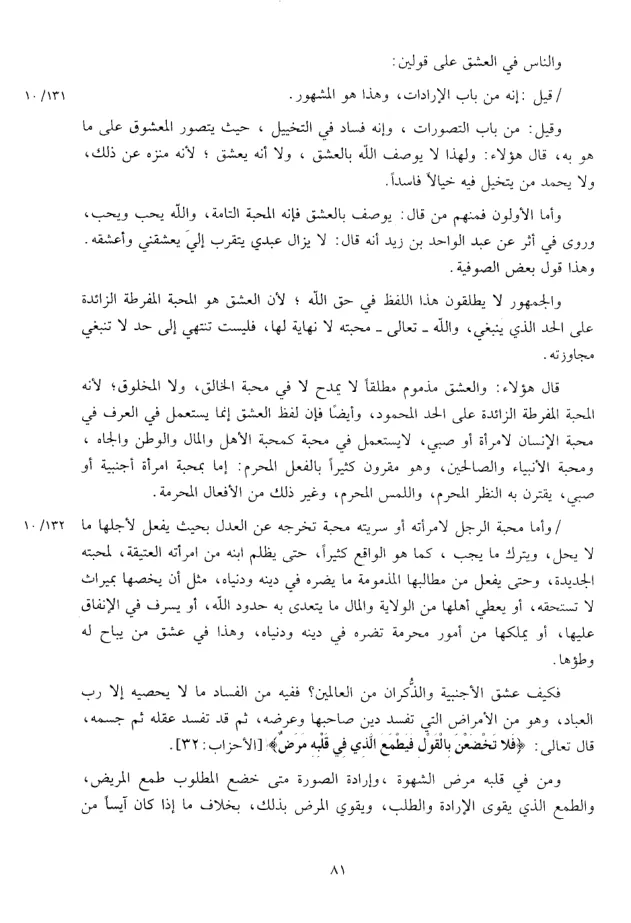 والناس في العشق على قولين:
١٣١/ ١٠
/ قيل :إنه من باب الإرادات، وهذا هو المشهور.
وقيل: من باب التصورات ، وإنه فساد في التخييل ، حيث يتصور المعشوق على ما
هو به، قال هؤلاء: ولهذا لا يوصف الله بالعشق ، ولا أنه يعشق ؛ لأنه منزه عن ذلك،
ولا يحمد من يتخيل فيه خيالاً فاسداً.
وأما الأولون فمنهم من قال: يوصف بالعشق فإنه المحبة التامة، والله يحب ويحب،
وروى في أثر عن عبد الواحد بن زيد أنه قال: لا يزال عبدي يتقرب إليَّ يعشقني وأعشقه.
وهذا قول بعض الصوفية.
والجمهور لا يطلقون هذا اللفظ في حق الله ؛ لأن العشق هو المحبة المفرطة الزائدة
على الحد الذي ينبغي، والله ـ تعالى ـ محبته لا نهاية لها، فليست تنتهي إلى حد لا تنبغي
مجاوزته.
قال هؤلاء: والعشق مذموم مطلقاً لا يمدح لا في محبة الخالق، ولا المخلوق؛ لأنه
المحبة المفرطة الزائدة على الحد المحمود، وأيضًا فإن لفظ العشق إنما يستعمل في العرف في
محبة الإنسان لامرأة أو صبي، لايستعمل في محبة كمحبة الأهل والمال والوطن والجاه ،
ومحبة الأنبياء والصالحين، وهو مقرون كثيراً بالفعل المحرم: إما بمحبة امرأة أجنبية أو
صبي، يقترن به النظر المحرم، واللمس المحرم، وغير ذلك من الأفعال المحرمة.
١٣٢/ ١٠
/ وأما محبة الرجل لامرأته أو سريته محبة تخرجه عن العدل بحيث يفعل لأجلها ما
لا يحل، ويترك ما يجب ، كما هو الواقع كثيراً، حتى يظلم ابنه من امرأته العتيقة، لمحبته
الجديدة، وحتى يفعل من مطالبها المذمومة ما يضره في دينه ودنياه، مثل أن يخصها بميراث
لا تستحقه، أو يعطي أهلها من الولاية والمال ما يتعدى به حدود الله، أو يسرف في الإنفاق
عليها، أو يملكها من أمور محرمة تضره في دينه ودنياه، وهذا في عشق من يباح له
وطؤها.
فكيف عشق الأجنبية والذُّكران من العالمين؟ ففيه من الفساد ما لا يحصيه إلا رب
العباد، وهو من الأمراض التي تفسد دين صاحبها وعرضه، ثم قد تفسد عقله ثم جسمه،
قال تعالى: ﴿فَلا تَخْضَعْنَ بِالْقَوْلِ فَيَطْمَعَ الَّذِي فِي قَلْبِهِ مَرَضٌ﴾ [الأحزاب: ٣٢].
ومن في قلبه مرض الشهوة ،وإرادة الصورة متى خضع المطلوب طمع المريض،
والطمع الذي يقوى الإرادة والطلب، ويقوي المرض بذلك، بخلاف ما إذا كان آيساً من
٨١